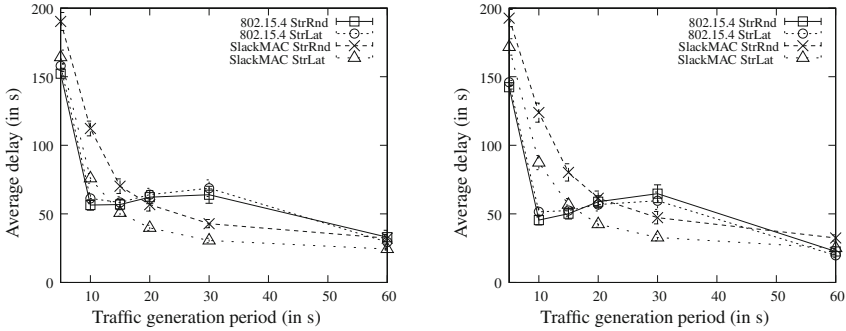 200
150
100
50
0
Average delay (in s)
802.15.4 StrRnd
802.15.4 StrLat
SlackMAC StrRnd
SlackMAC StrLat
10 20 30 40 50 60
Traffic generation period (in s)
200
150
100
50
0
Average delay (in s)
802.15.4 StrRnd
802.15.4 StrLat
SlackMAC StrRnd
SlackMAC StrLat
10 20 30 40 50 60
Traffic generation period (in s)